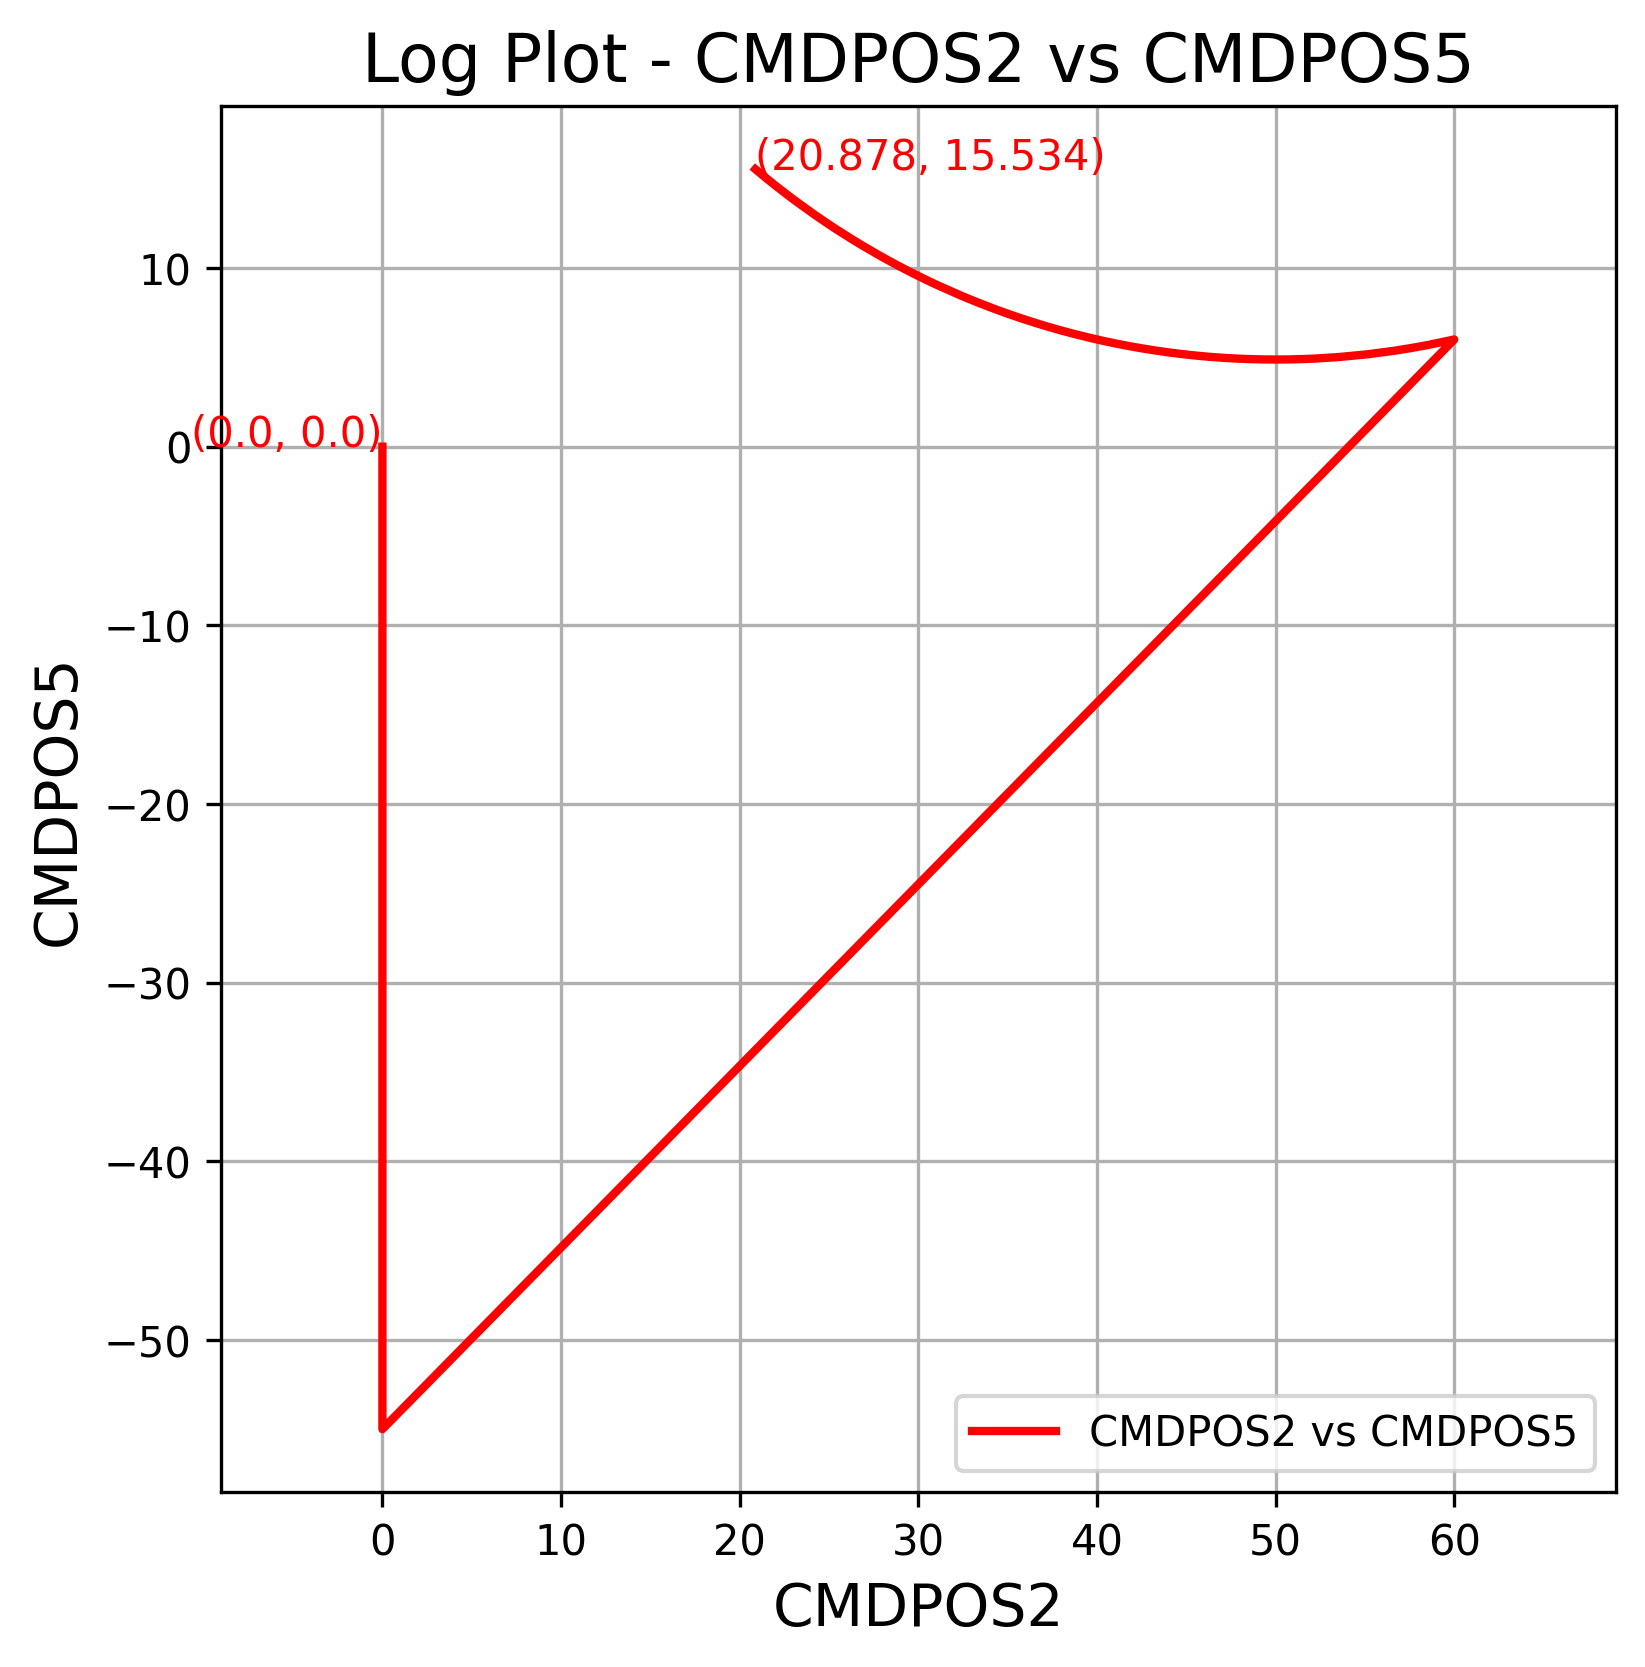 Log Plot - CMDPOS2 vs CMDPOS5
(20.878, 15.534)
10
(0.0, 0.0)
0
−10
−20
−30
−40
−50
CMDPOS5
CMDPOS2 vs CMDPOS5
0 10 20 30 40 50 60
CMDPOS2